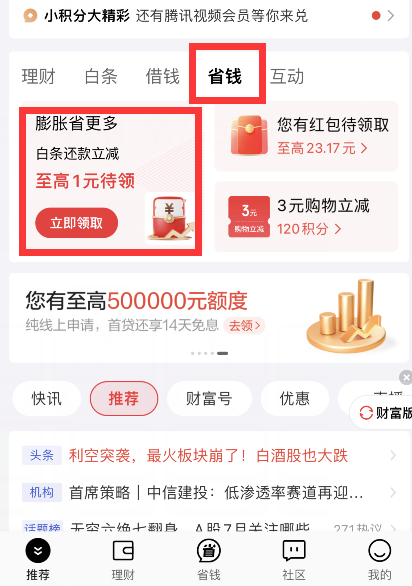 小积分大精彩 还有腾讯视频会员等你来兑
理财 白条 借钱 省钱 互动
膨胀省更多
白条还款立减
至高1元待领
立即领取
您有红包待领取
至高23.17元
3元
购物立减
3元购物立减
120积分
您有至高500000元额度
纯线上申请，首贷还享14天免息 去领
快讯 推荐 财富号 优惠
财富版
头条 利空突袭，最火板块崩了！白酒股也大跌
机构 首席策略｜中信建投：低渗透率赛道再迎...
话题榜 无穷六绝七翻身，A股7月关注哪些 271热议
推荐 理财 省钱 社区 我的